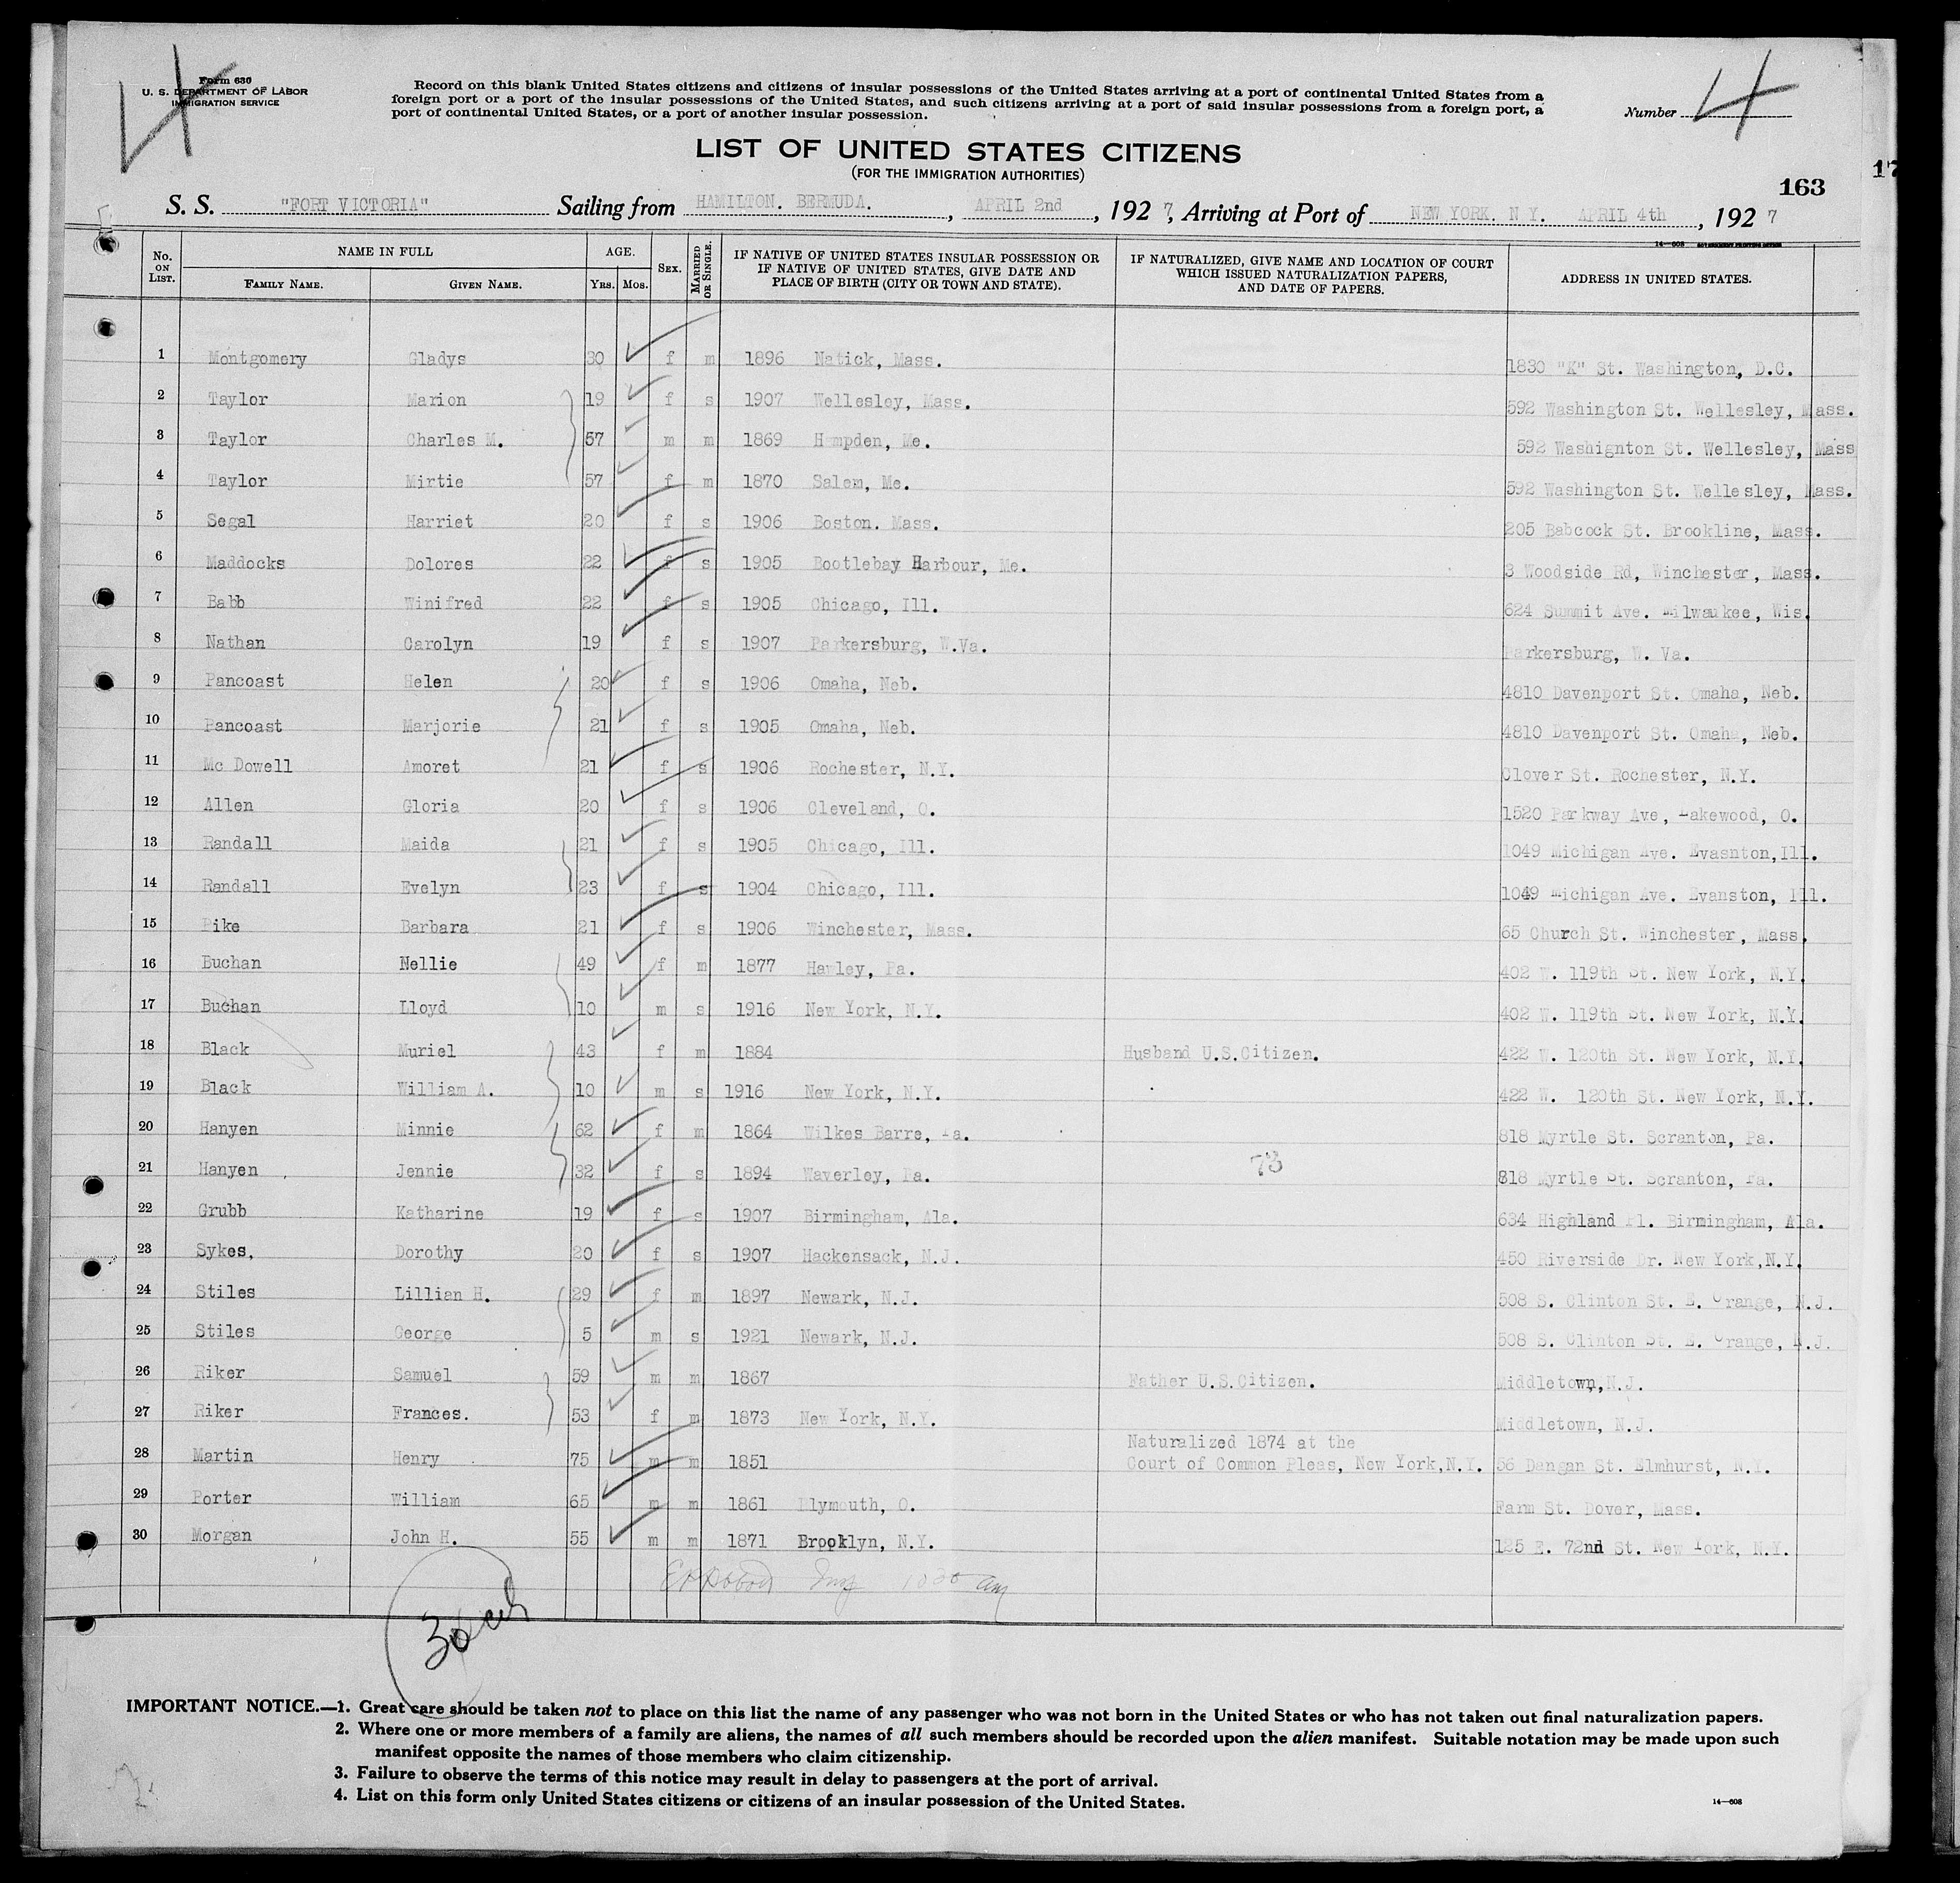 Form 630
U. S. DEPARTMENT OF LABOR
IMMIGRATION SERVICE
Record on this blank United States citizens and citizens of insular possessions of the United States arriving at a port of continental United States from a
foreign port or a port of the insular possessions of the United States, and such citizens arriving at a port of said insular possessions from a foreign port, a
port of continental United States, or a port of another insular possession.
Number 4
4
LIST OF UNITED STATES CITIZENS
(FOR THE IMMIGRATION AUTHORITIES)
163
17
S. S. "FORT VICTORIA" Sailing from HAMILTON. BERMUDA. , APRIL 2nd , 1927, Arriving at Port of NEW YORK. N Y. APRIL 4th , 1927
14—608 GOVERNMENT PRINTING OFFICE
No. ON LIST. NAME IN FULL FAMILY NAME. GIVEN NAME. AGE. YRS. MOS. SEX. MARRIED OR SINGLE. IF NATIVE OF UNITED STATES INSULAR POSSESSION OR IF NATIVE OF UNITED STATES, GIVE DATE AND PLACE OF BIRTH (CITY OR TOWN AND STATE). IF NATURALIZED, GIVE NAME AND LOCATION OF COURT WHICH ISSUED NATURALIZATION PAPERS, AND DATE OF PAPERS. ADDRESS IN UNITED STATES.
1 Montgomery Gladys 30 f m 1896 Natick, Mass. 1830 "K" St. Washington, D.C.
2 Taylor Marion 19 f s 1907 Wellesley, Mass. 592 Washington St. Wellesley, Mass.
3 Taylor Charles M. 57 m m 1869 Hampden, Me. 592 Washignton St. Wellesley, Mass
4 Taylor Mirtie 57 f m 1870 Salem, Me. 592 Washington St. Wellesley, Mass.
5 Segal Harriet 20 f s 1906 Boston. Mass. 205 Babcock St. Brookline, Mass.
6 Maddocks Dolores 22 f s 1905 Bootlebay Harbour, Me. 3 Woodside Rd, Winchester, Mass.
7 Babb Winifred 22 f s 1905 Chicago, Ill. 624 Summit Ave. Milwaukee, Wis.
8 Nathan Carolyn 19 f s 1907 Parkersburg, W.Va. Parkersburg, W. Va.
9 Pancoast Helen 20 f s 1906 Omaha, Neb. 4810 Davenport St. Omaha, Neb.
10 Pancoast Marjorie 21 f s 1905 Omaha, Neb. 4810 Davenport St. Omaha, Neb.
11 Mc Dowell Amoret 21 f s 1906 Rochester, N.Y. Clover St. Rochester, N.Y.
12 Allen Gloria 20 f s 1906 Cleveland, O. 1520 Parkway Ave, Lakewood, O.
13 Randall Maida 21 f s 1905 Chicago, Ill. 1049 Michigan Ave. Evasnton,Ill.
14 Randall Evelyn 23 f s 1904 Chicago, Ill. 1049 Michigan Ave. Evanston, Ill.
15 Pike Barbara 21 f s 1906 Winchester, Mass. 65 Church St. Winchester, Mass.
16 Buchan Nellie 49 f m 1877 Hawley, Pa. 402 W. 119th St. New York, N.Y.
17 Buchan Lloyd 10 m s 1916 New York, N.Y. 402 W. 119th St. New York, N.Y.
18 Black Muriel 43 f m 1884 Husband U.S.Citizen. 422 W. 120th St. New York, N.Y.
19 Black William A. 10 m s 1916 New York, N.Y. 422 W. 120th St. New York, N.Y.
20 Hanyen Minnie 62 f m 1864 Wilkes Barre, Pa. 818 Myrtle St. Scranton, Pa.
21 Hanyen Jennie 32 f s 1894 Waverley, Pa. 73 818 Myrtle St. Scranton, Pa.
22 Grubb Katharine 19 f s 1907 Birmingham, Ala. 634 Highland Pl. Birmingham, Ala.
23 Sykes, Dorothy 20 f s 1907 Hackensack, N.J. 450 Riverside Dr. New York,N.Y.
24 Stiles Lillian H. 29 f m 1897 Newark, N.J. 508 S. Clinton St. E. Orange, N.J.
25 Stiles George 5 m s 1921 Newark, N.J. 508 S. Clinton St. E. Orange, N.J.
26 Riker Samuel 59 m m 1867 Father U.S.Citizen. Middletown,N.J.
27 Riker Frances. 53 f m 1873 New York, N.Y. Middletown, N.J.
28 Martin Henry 75 m m 1851 Naturalized 1874 at the Court of Common Pleas, New York,N.Y. 56 Dangan St. Elmhurst, N.Y.
29 Porter William 65 m m 1861 Plymouth, O. Farm St. Dover, Mass.
30 Morgan John H. 55 m m 1871 Brooklyn, N.Y. 125 E. 72nd St. New York, N.Y.
30
IMPORTANT NOTICE.—1. Great care should be taken not to place on this list the name of any passenger who was not born in the United States or who has not taken out final naturalization papers.
2. Where one or more members of a family are aliens, the names of all such members should be recorded upon the alien manifest. Suitable notation may be made upon such
manifest opposite the names of those members who claim citizenship.
3. Failure to observe the terms of this notice may result in delay to passengers at the port of arrival.
4. List on this form only United States citizens or citizens of an insular possession of the United States.
14—608